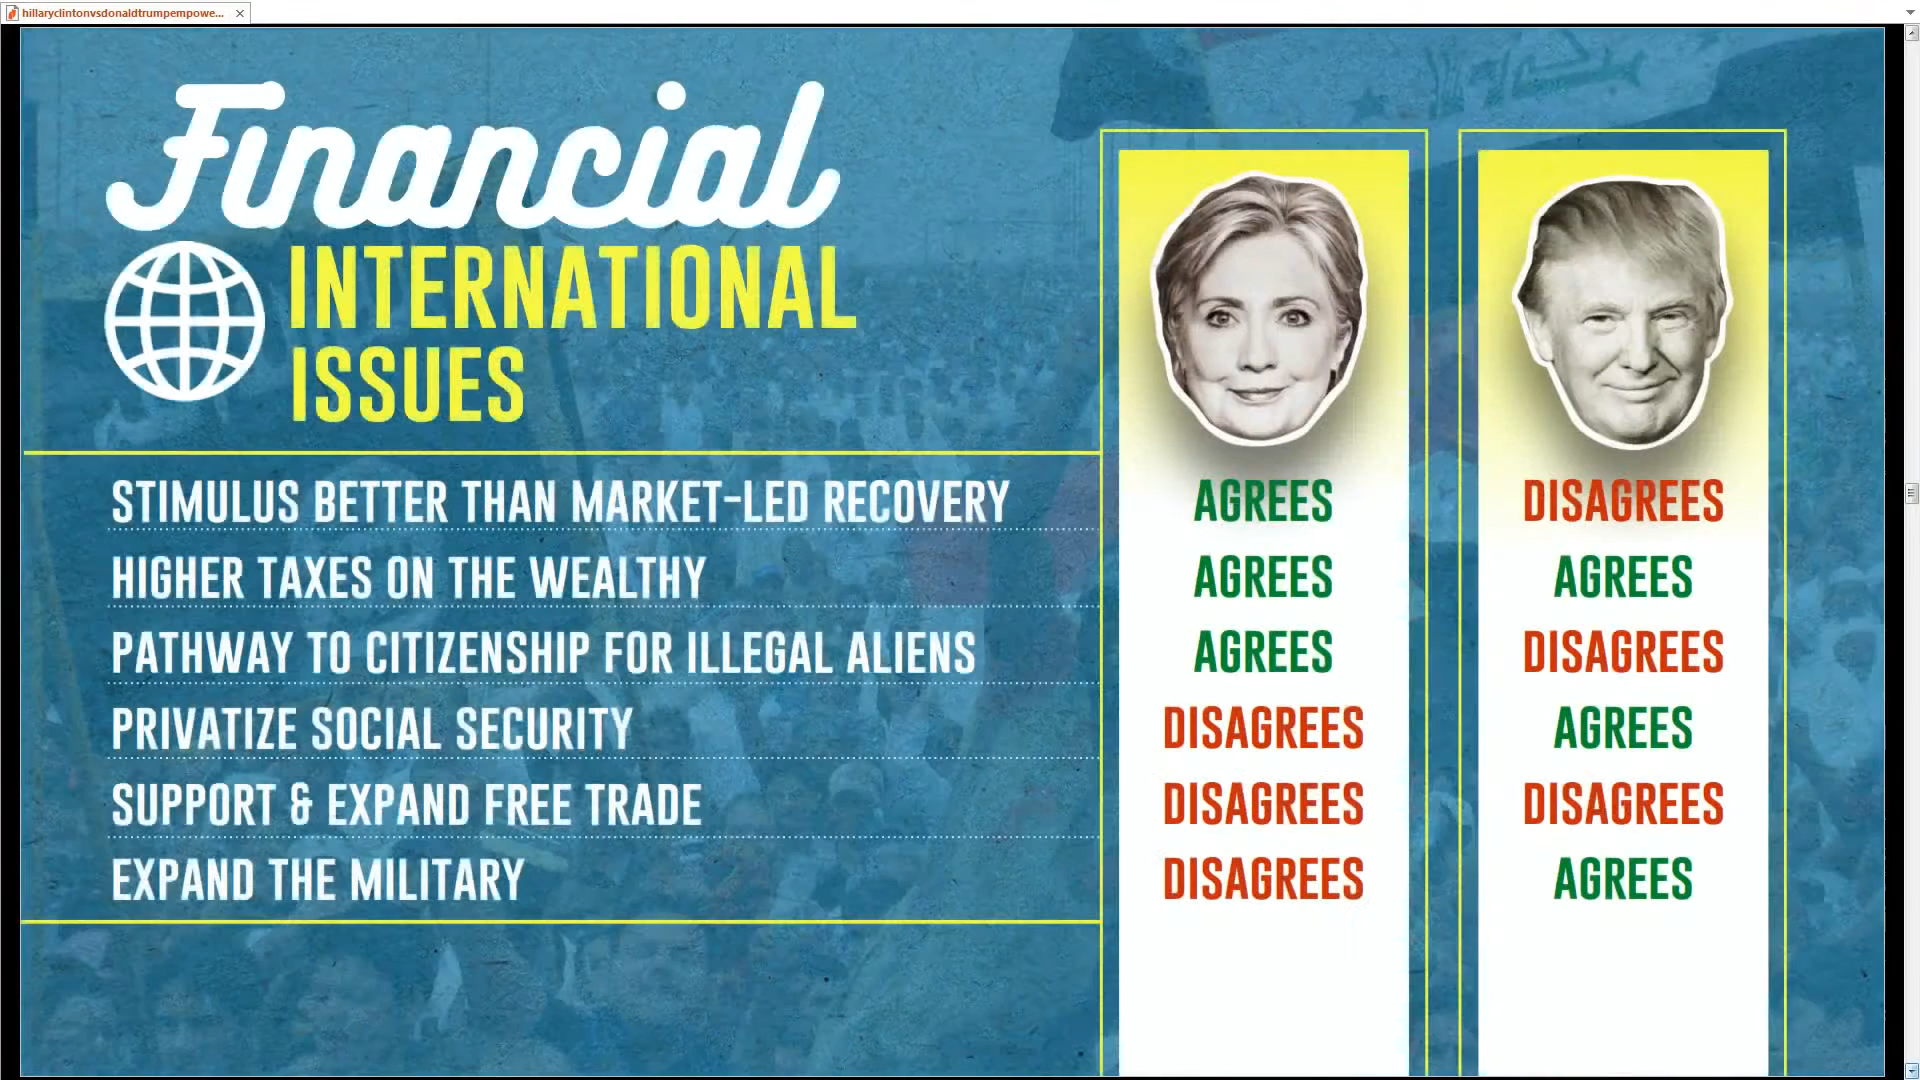 hillaryclintonvsdonaldtrumpempowe...
Financial
INTERNATIONAL
ISSUES
STIMULUS BETTER THAN MARKET-LED RECOVERY AGREES DISAGREES
HIGHER TAXES ON THE WEALTHY AGREES AGREES
PATHWAY TO CITIZENSHIP FOR ILLEGAL ALIENS AGREES DISAGREES
PRIVATIZE SOCIAL SECURITY DISAGREES AGREES
SUPPORT & EXPAND FREE TRADE DISAGREES DISAGREES
EXPAND THE MILITARY DISAGREES AGREES